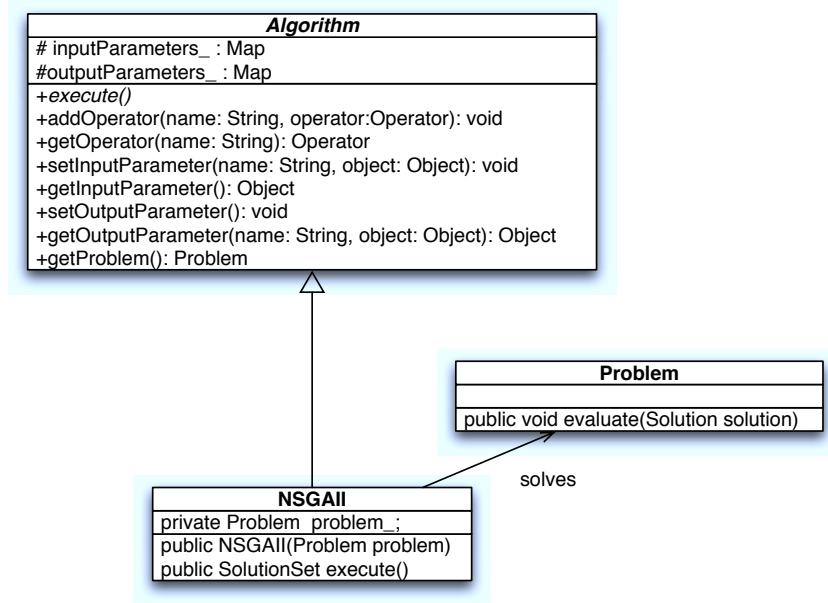 Algorithm
# inputParameters_ : Map
#outputParameters_ : Map
+execute()
+addOperator(name: String, operator:Operator): void
+getOperator(name: String): Operator
+setInputParameter(name: String, object: Object): void
+getInputParameter(): Object
+setOutputParameter(): void
+getOutputParameter(name: String, object: Object): Object
+getProblem(): Problem
Problem
public void evaluate(Solution solution)
solves
NSGAII
private Problem problem_;
public NSGAII(Problem problem)
public SolutionSet execute()